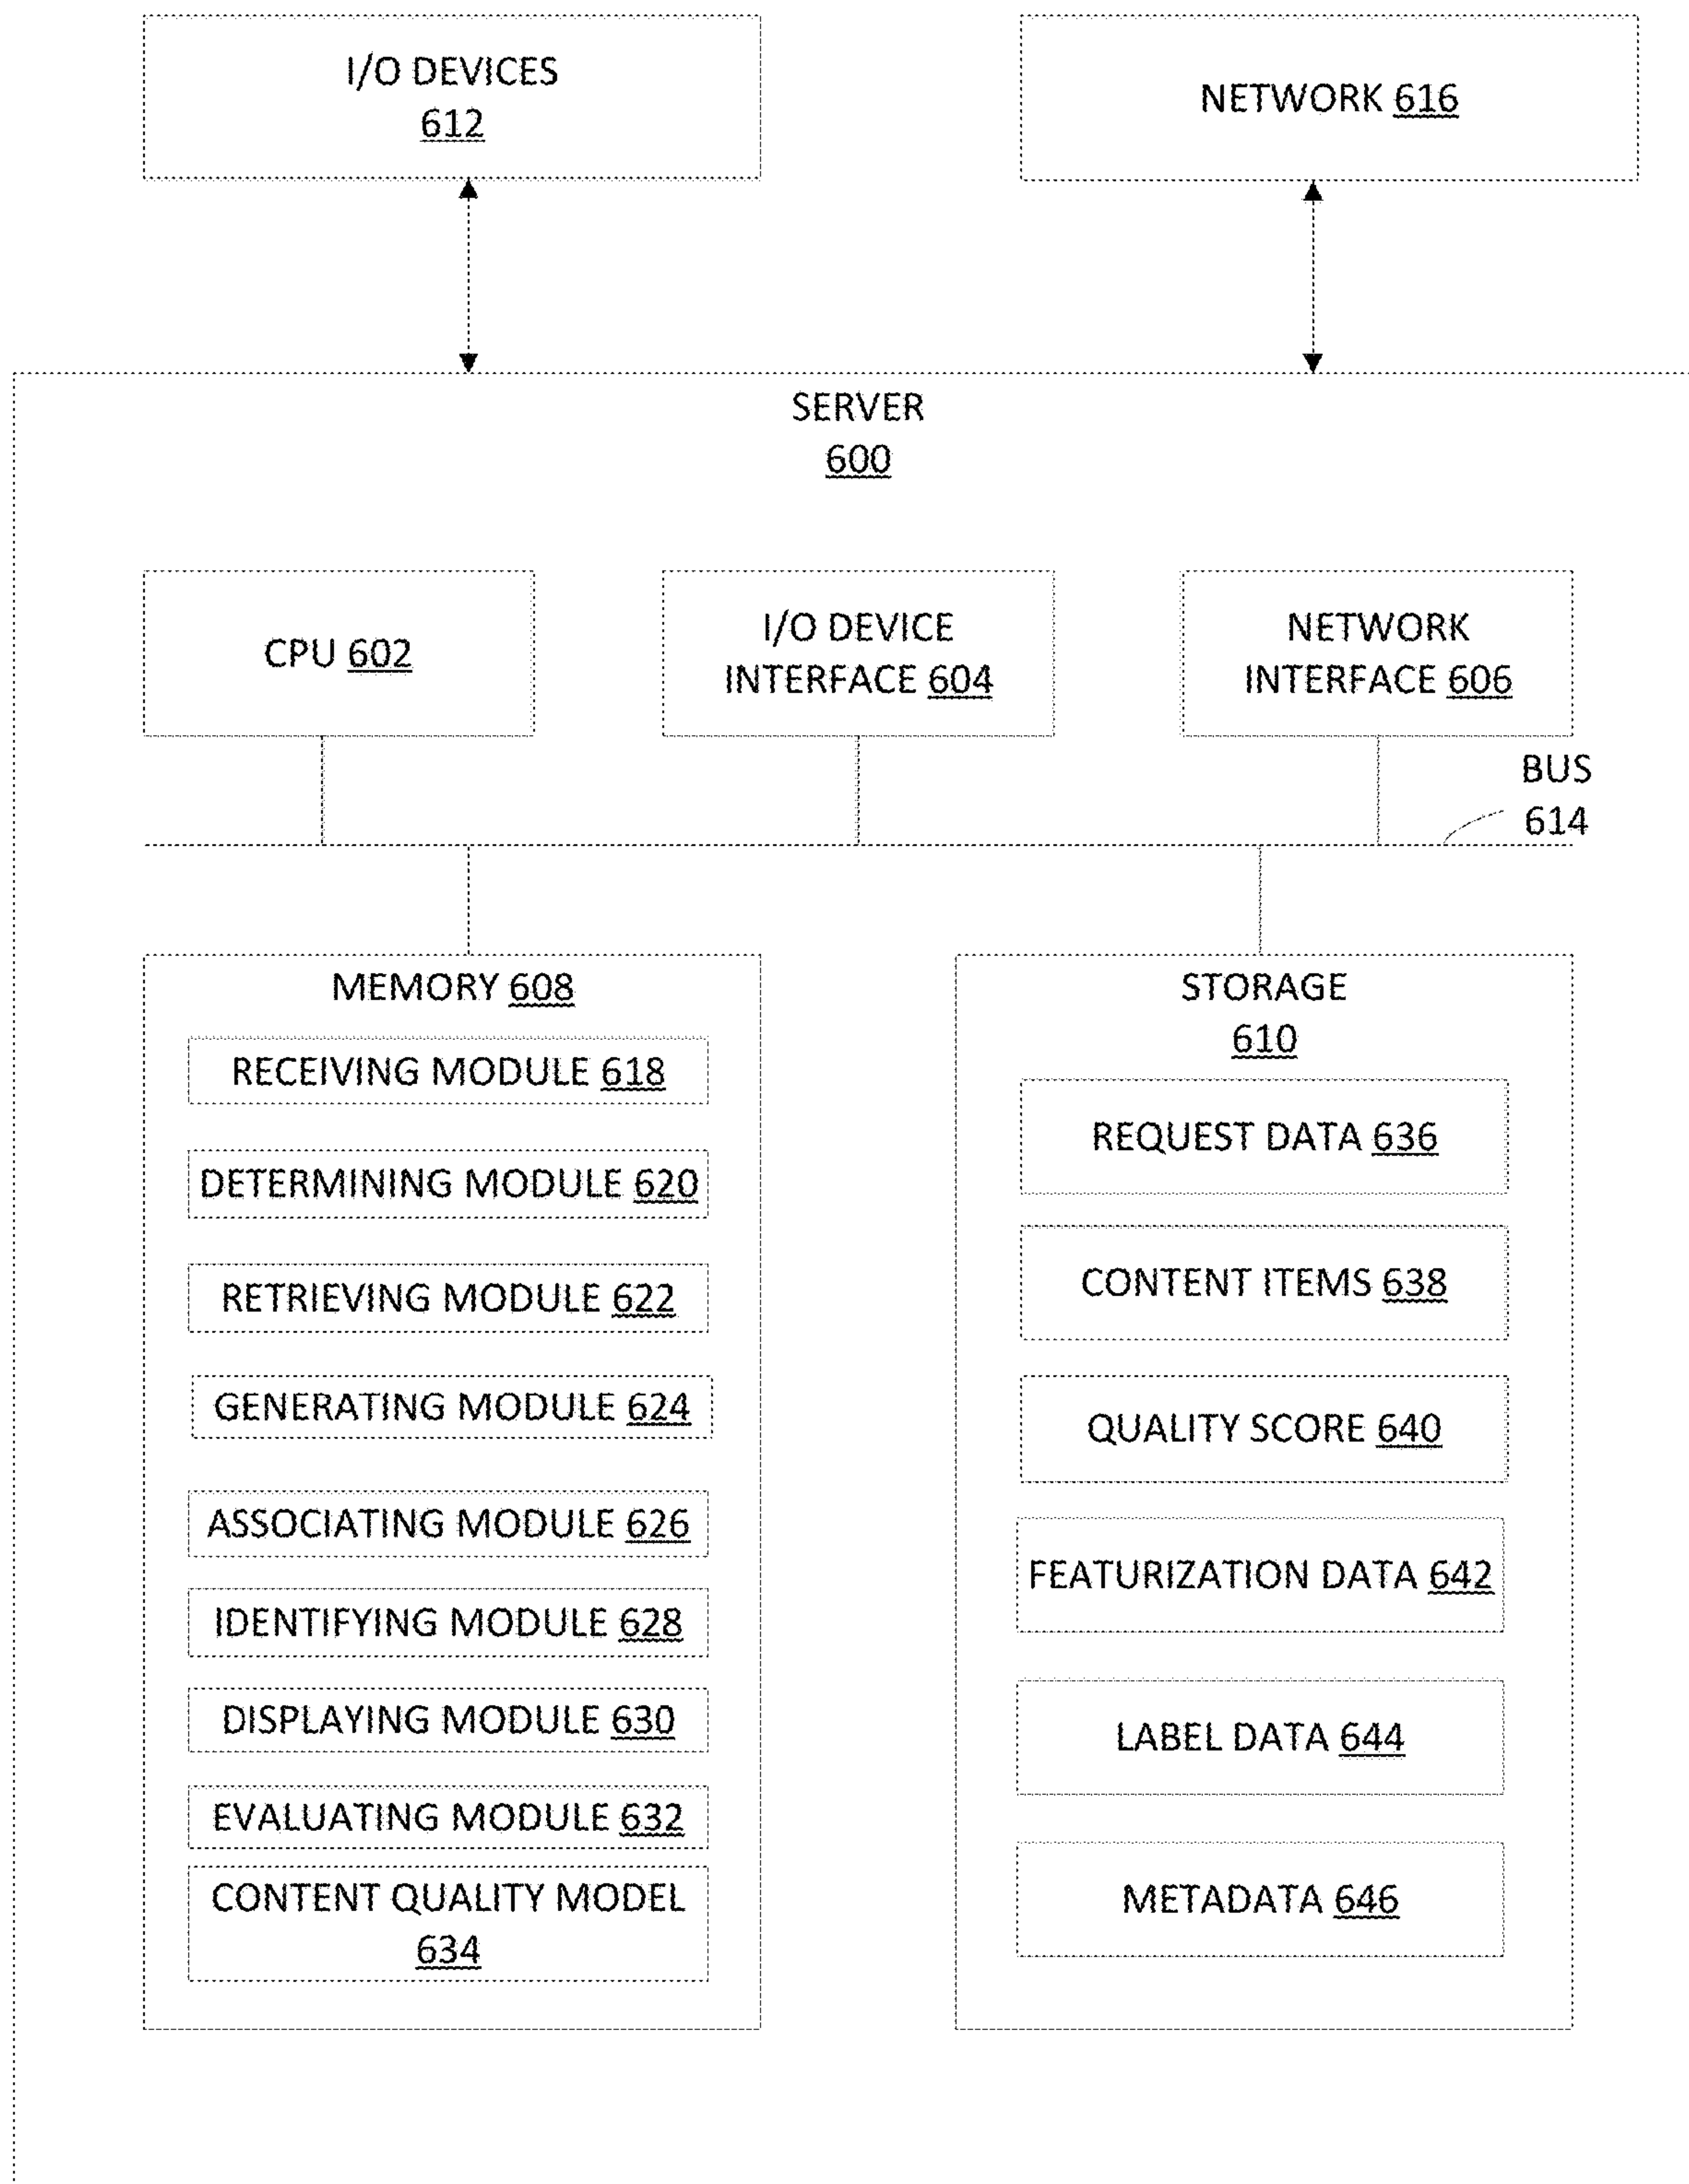 I/O DEVICES
612
NETWORK 616
SERVER
600
CPU 602
I/O DEVICE
INTERFACE 604
NETWORK
INTERFACE 606
BUS
614
MEMORY 608
RECEIVING MODULE 618
DETERMINING MODULE 620
RETRIEVING MODULE 622
GENERATING MODULE 624
ASSOCIATING MODULE 626
IDENTIFYING MODULE 628
DISPLAYING MODULE 630
EVALUATING MODULE 632
CONTENT QUALITY MODEL
634
STORAGE
610
REQUEST DATA 636
CONTENT ITEMS 638
QUALITY SCORE 640
FEATURIZATION DATA 642
LABEL DATA 644
METADATA 646